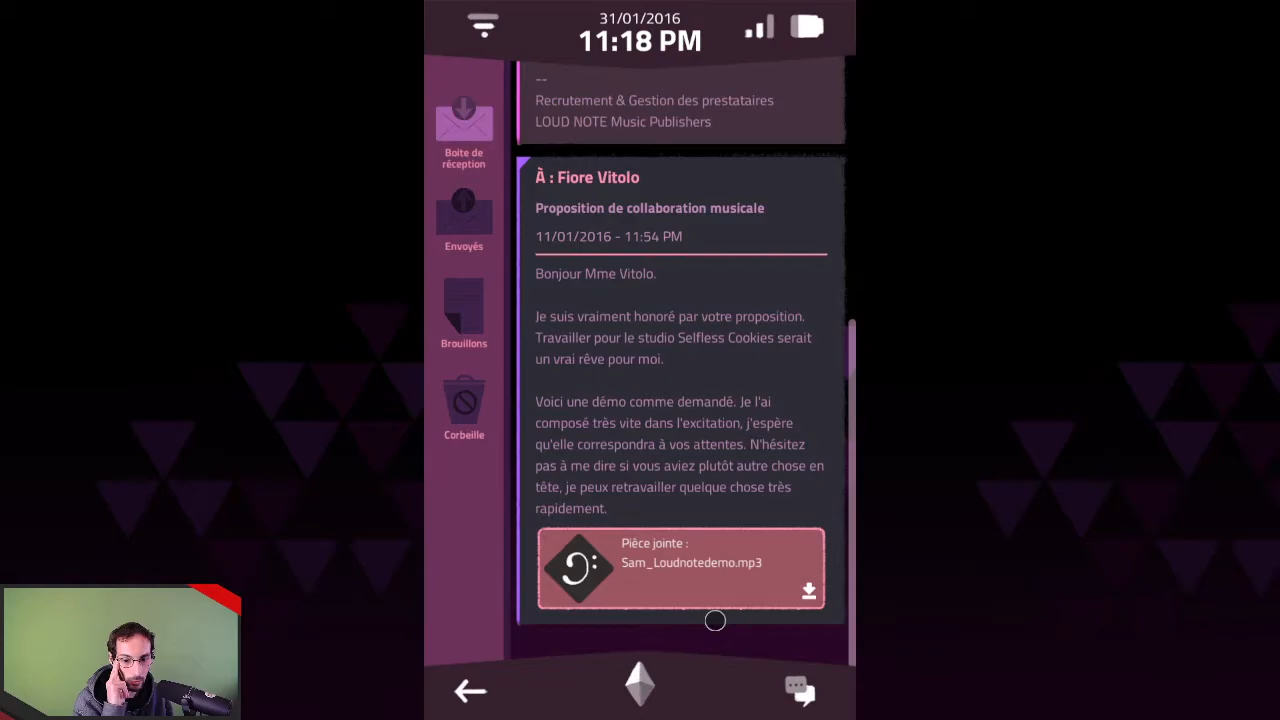 31/01/2016
11:18 PM
--
Recrutement & Gestion des prestataires
LOUD NOTE Music Publishers
Boite de
réception
Envoyés
Brouillons
Corbeille
À : Fiore Vitolo
Proposition de collaboration musicale
11/01/2016 - 11:54 PM
Bonjour Mme Vitolo.
Je suis vraiment honoré par votre proposition.
Travailler pour le studio Selfless Cookies serait
un vrai rêve pour moi.
Voici une démo comme demandé. Je l'ai
composé très vite dans l'excitation, j'espère
qu'elle correspondra à vos attentes. N'hésitez
pas à me dire si vous aviez plutôt autre chose en
tête, je peux retravailler quelque chose très
rapidement.
Pièce jointe :
Sam_Loudnotedemo.mp3